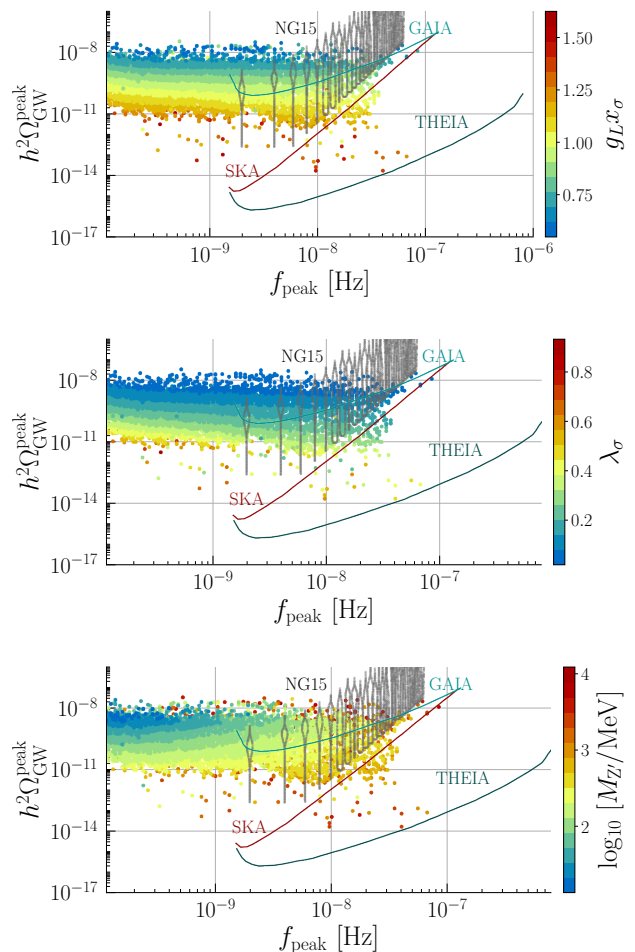 10⁻⁸
10⁻¹¹
10⁻¹⁴
10⁻¹⁷
h²Ω_GW^peak
NG15
GAIA
THEIA
SKA
10⁻⁹
10⁻⁸
10⁻⁷
10⁻⁶
f_peak [Hz]
1.50
1.25
1.00
0.75
g_L x_σ
10⁻⁸
10⁻¹¹
10⁻¹⁴
10⁻¹⁷
h²Ω_GW^peak
NG15
GAIA
THEIA
SKA
10⁻⁹
10⁻⁸
10⁻⁷
f_peak [Hz]
0.8
0.6
0.4
0.2
λ_σ
10⁻⁸
10⁻¹¹
10⁻¹⁴
10⁻¹⁷
h²Ω_GW^peak
NG15
GAIA
THEIA
SKA
10⁻⁹
10⁻⁸
10⁻⁷
f_peak [Hz]
4
3
2
log₁₀ [M_Z′/MeV]